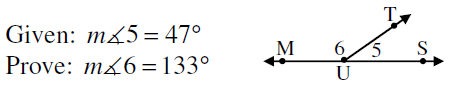 Given: m∡5 = 47°
Prove: m∡6 = 133°
T
M 6 5 S
U